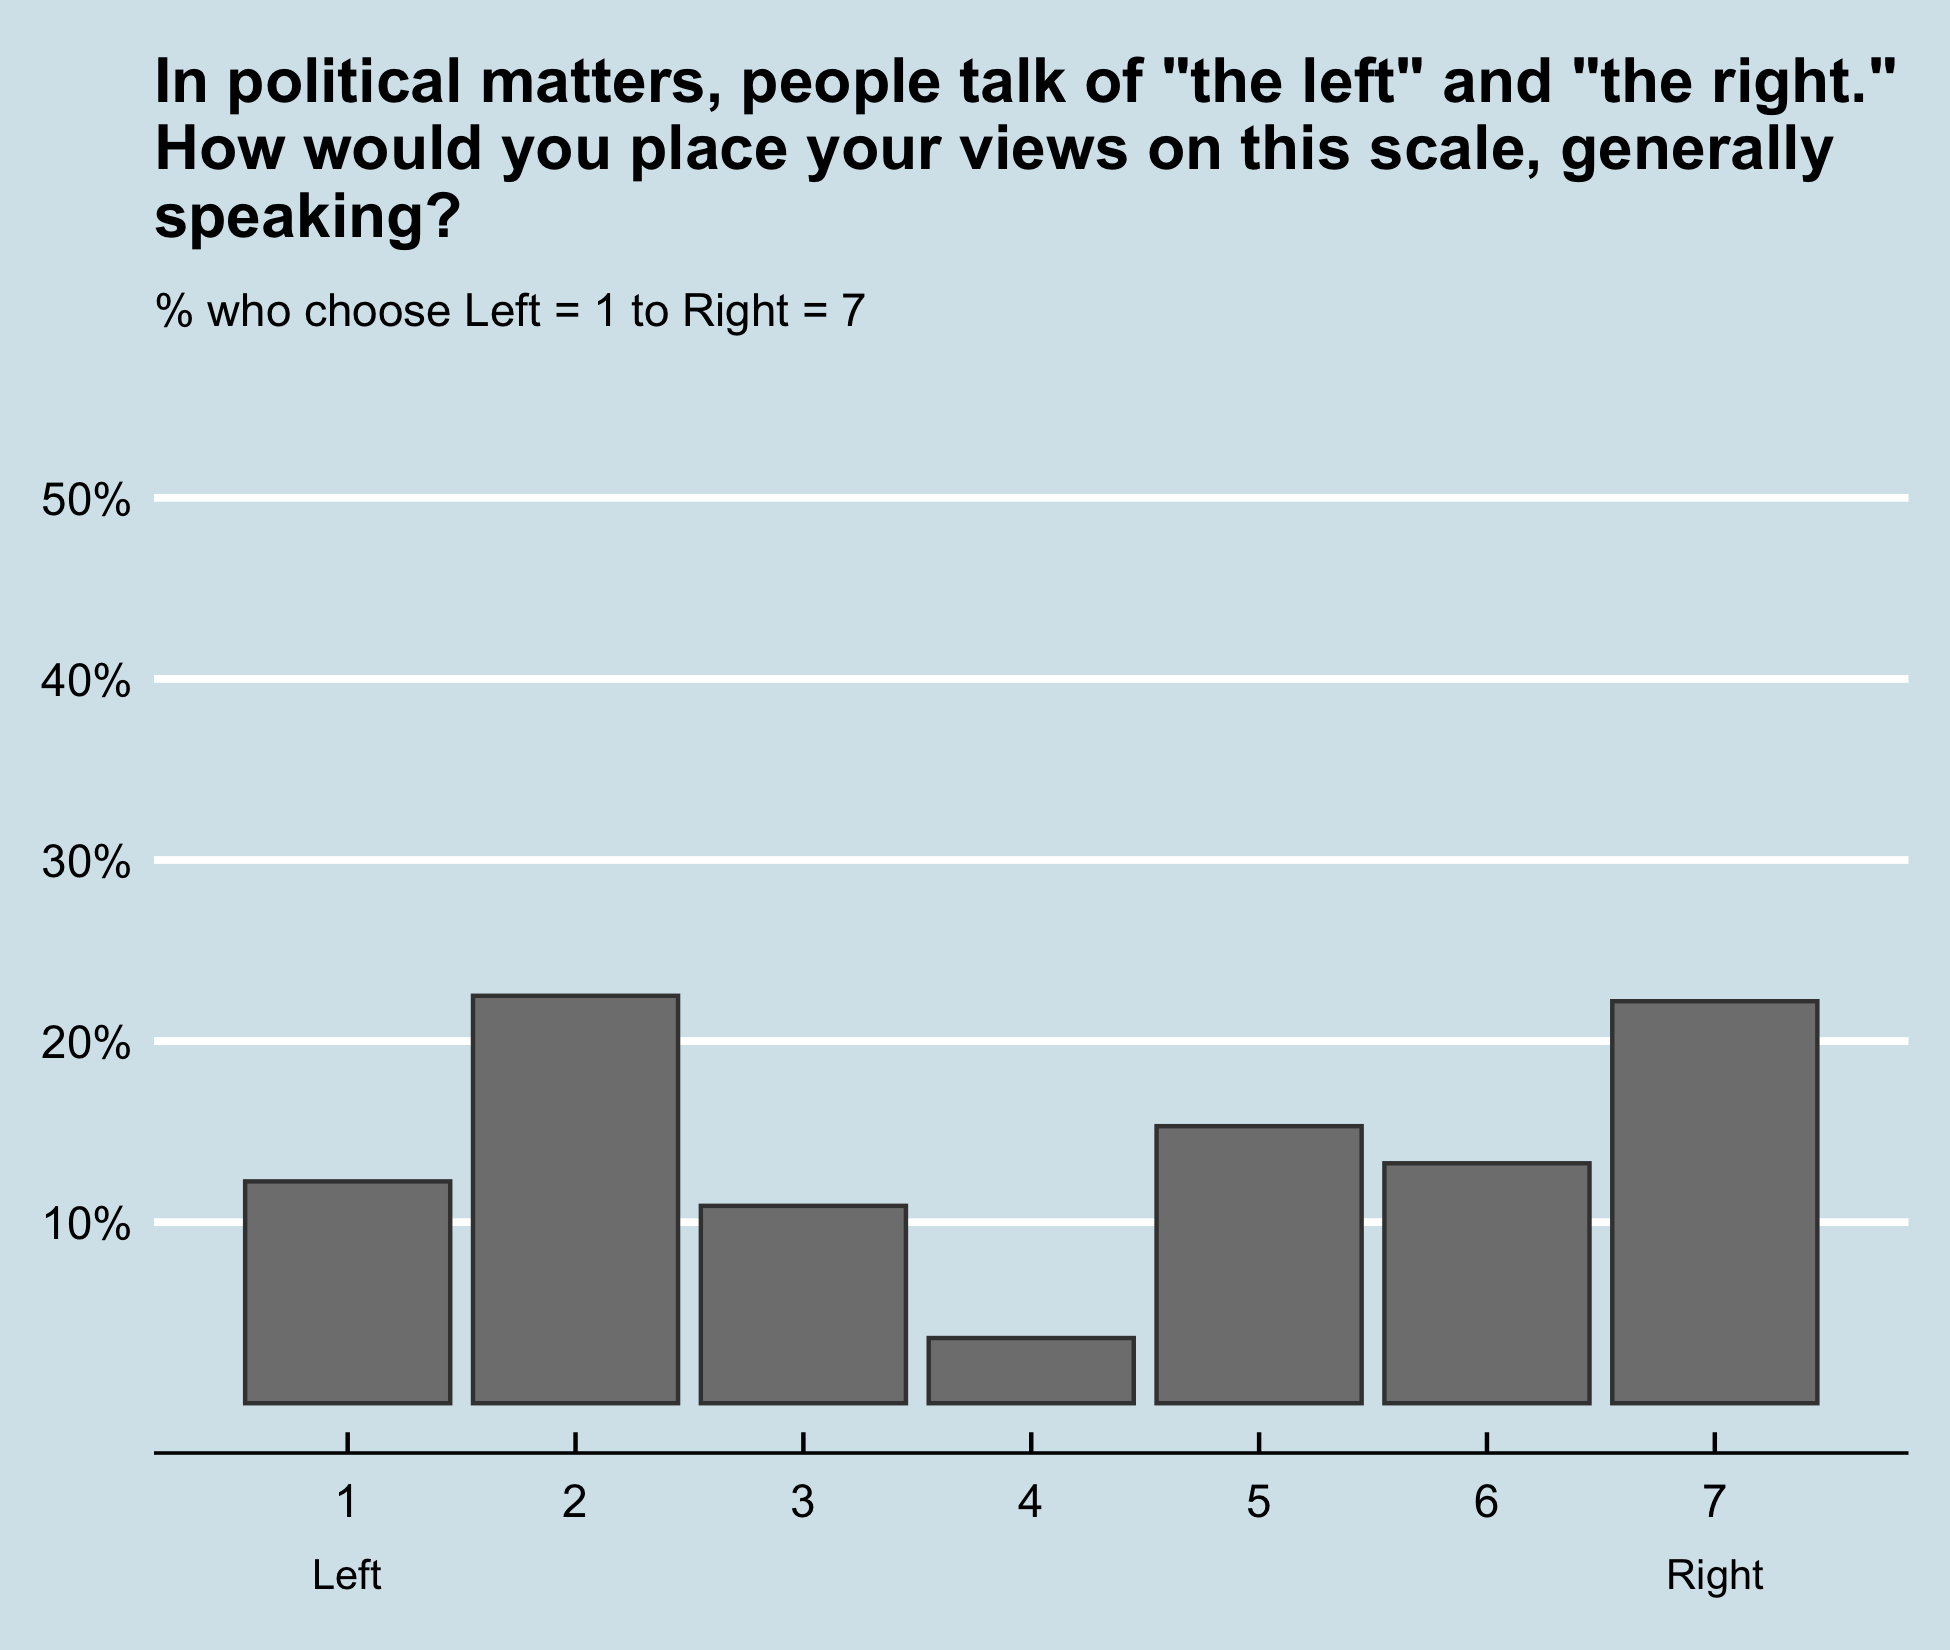 In political matters, people talk of "the left" and "the right."
How would you place your views on this scale, generally
speaking?
% who choose Left = 1 to Right = 7
50%
40%
30%
20%
10%
1 2 3 4 5 6 7
Left Right